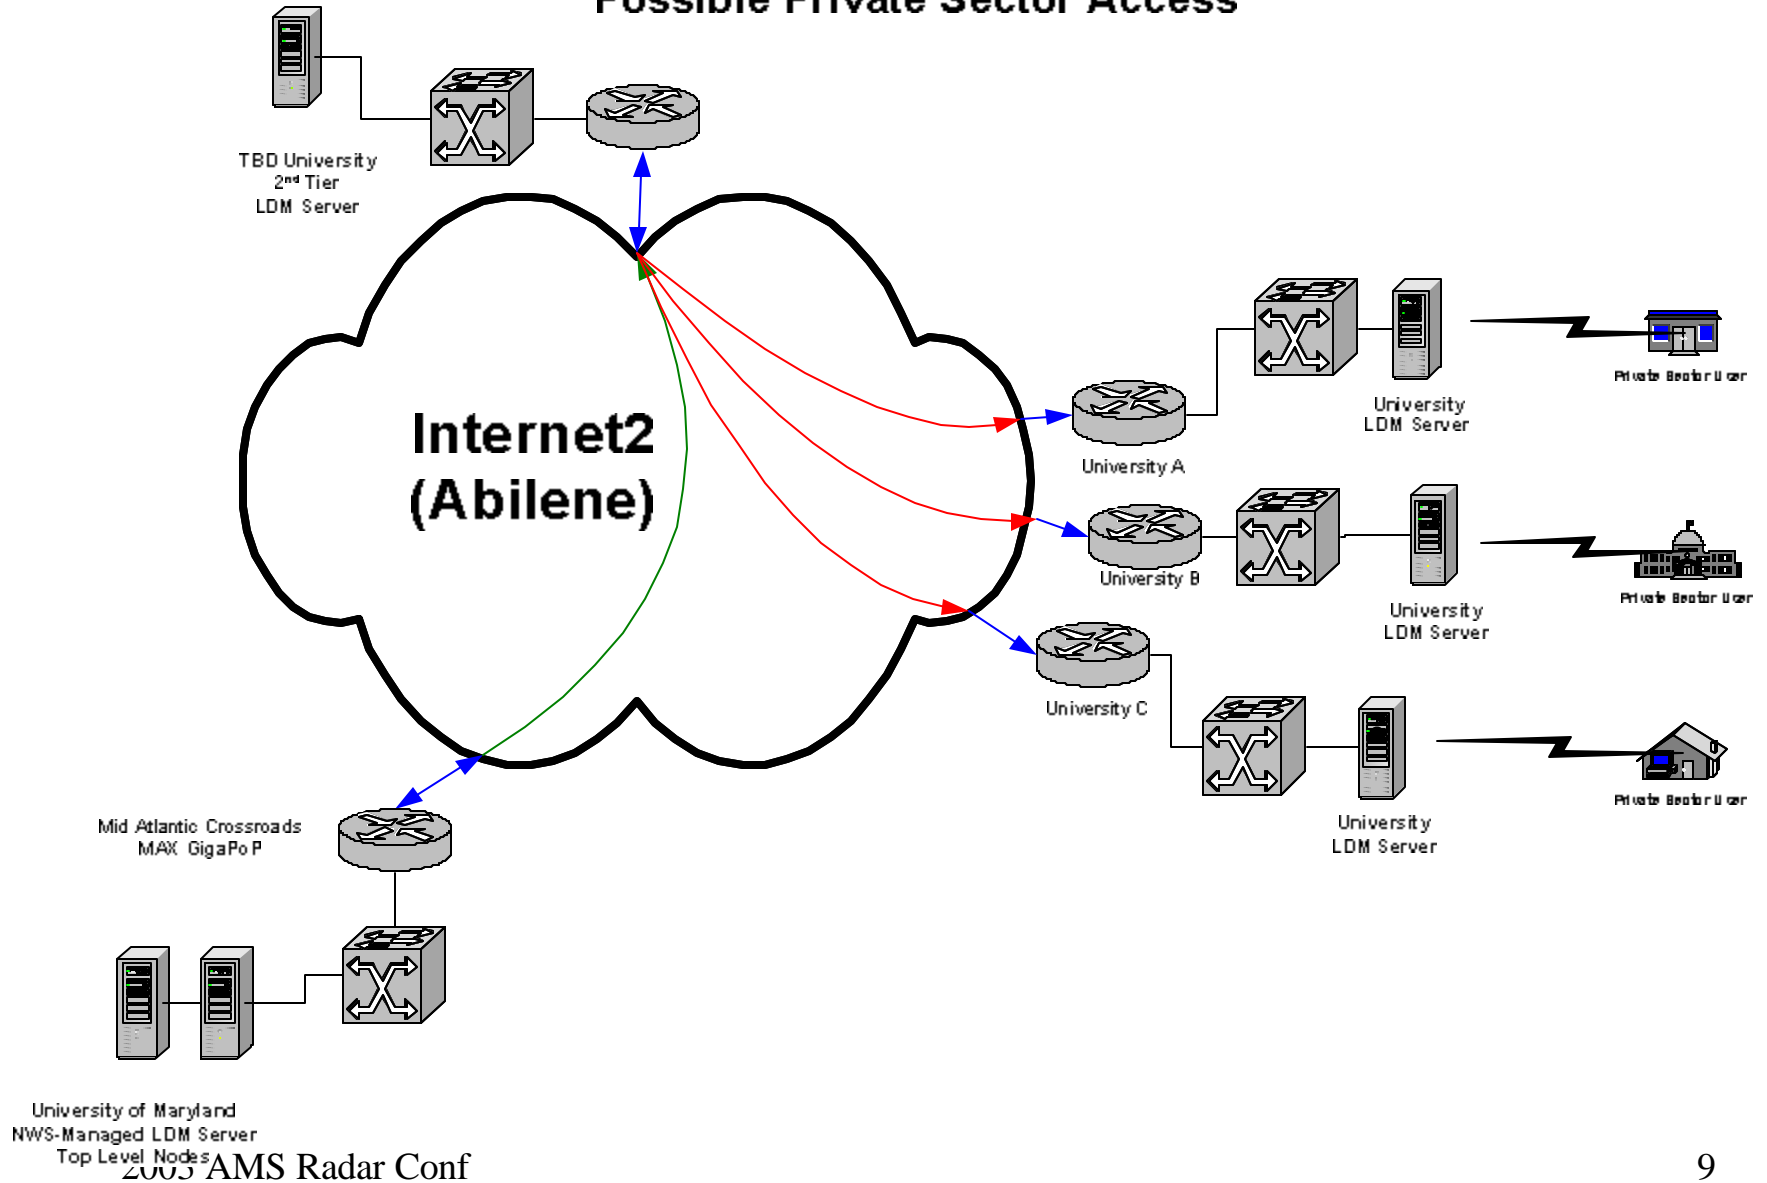 Possible Private Sector Access
TBD University
2nd Tier
LDM Server
Internet2
(Abilene)
University
LDM Server
Private Sector User
University A
University B
University
LDM Server
Private Sector User
University C
University
LDM Server
Private Sector User
Mid Atlantic Crossroads
MAX GigaPoP
University of Maryland
NWS-Managed LDM Server
Top Level Nodes
2003 AMS Radar Conf
9